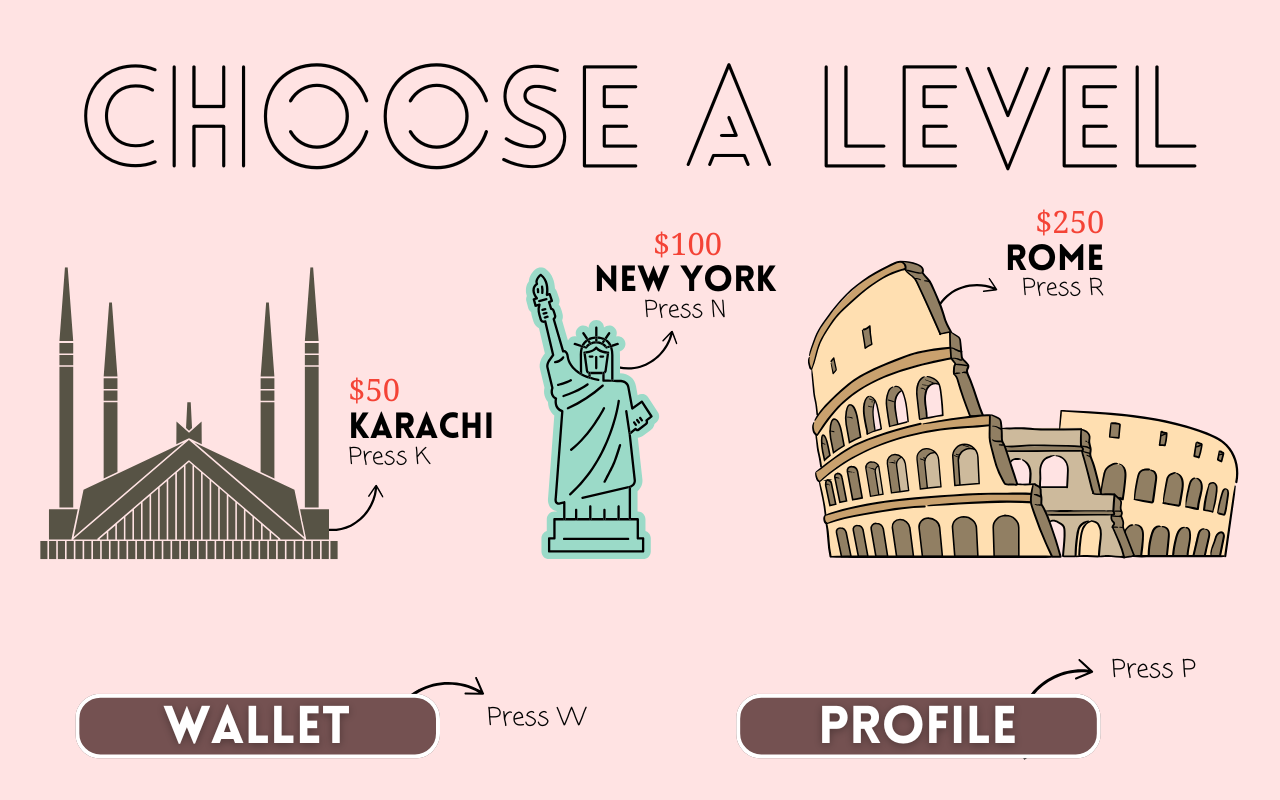 CHOOSE A LEVEL
$50
KARACHI
Press K
$100
NEW YORK
Press N
$250
ROME
Press R
WALLET
Press W
PROFILE
Press P